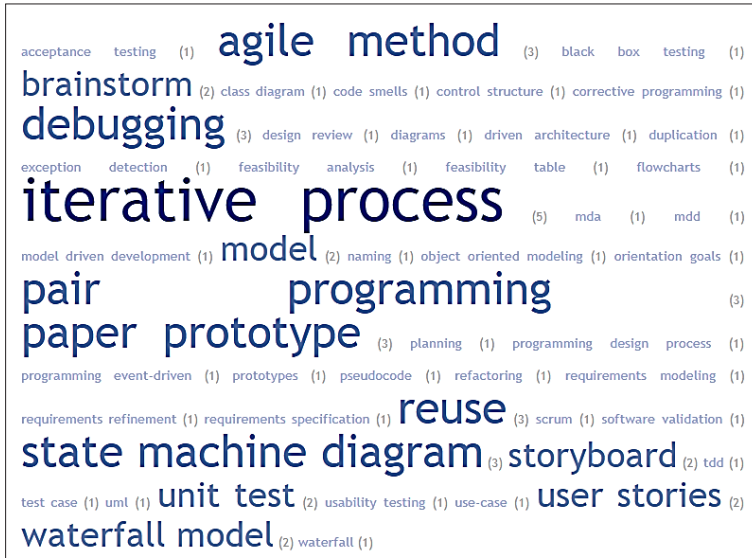 acceptance testing (1) agile method (3) black box testing (1)
brainstorm (2) class diagram (1) code smells (1) control structure (1) corrective programming (1)
debugging (3) design review (1) diagrams (1) driven architecture (1) duplication (1)
exception detection (1) feasibility analysis (1) feasibility table (1) flowcharts (1)
iterative process (5) mda (1) mdd (1)
model driven development (1) model (2) naming (1) object oriented modeling (1) orientation goals (1)
pair programming (3)
paper prototype (3) planning (1) programming design process (1)
programming event-driven (1) prototypes (1) pseudocode (1) refactoring (1) requirements modeling (1)
requirements refinement (1) requirements specification (1) reuse (3) scrum (1) software validation (1)
state machine diagram (3) storyboard (2) tdd (1)
test case (1) uml (1) unit test (2) usability testing (1) use-case (1) user stories (2)
waterfall model (2) waterfall (1)